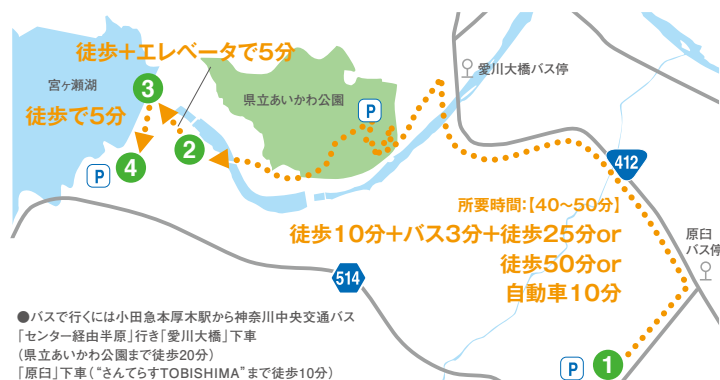 徒歩＋エレベータで5分
宮ヶ瀬湖
3
徒歩で5分
県立あいかわ公園
P
愛川大橋バス停
2
4
P
412
所要時間:【40〜50分】
徒歩10分＋バス3分＋徒歩25分or
徒歩50分or
自動車10分
原臼
バス停
514
●バスで行くには小田急本厚木駅から神奈川中央交通バス
「センター経由半原」行き「愛川大橋」下車
(県立あいかわ公園まで徒歩20分)
「原臼」下車(“さんてらすTOBISHIMA”まで徒歩10分)
P
1